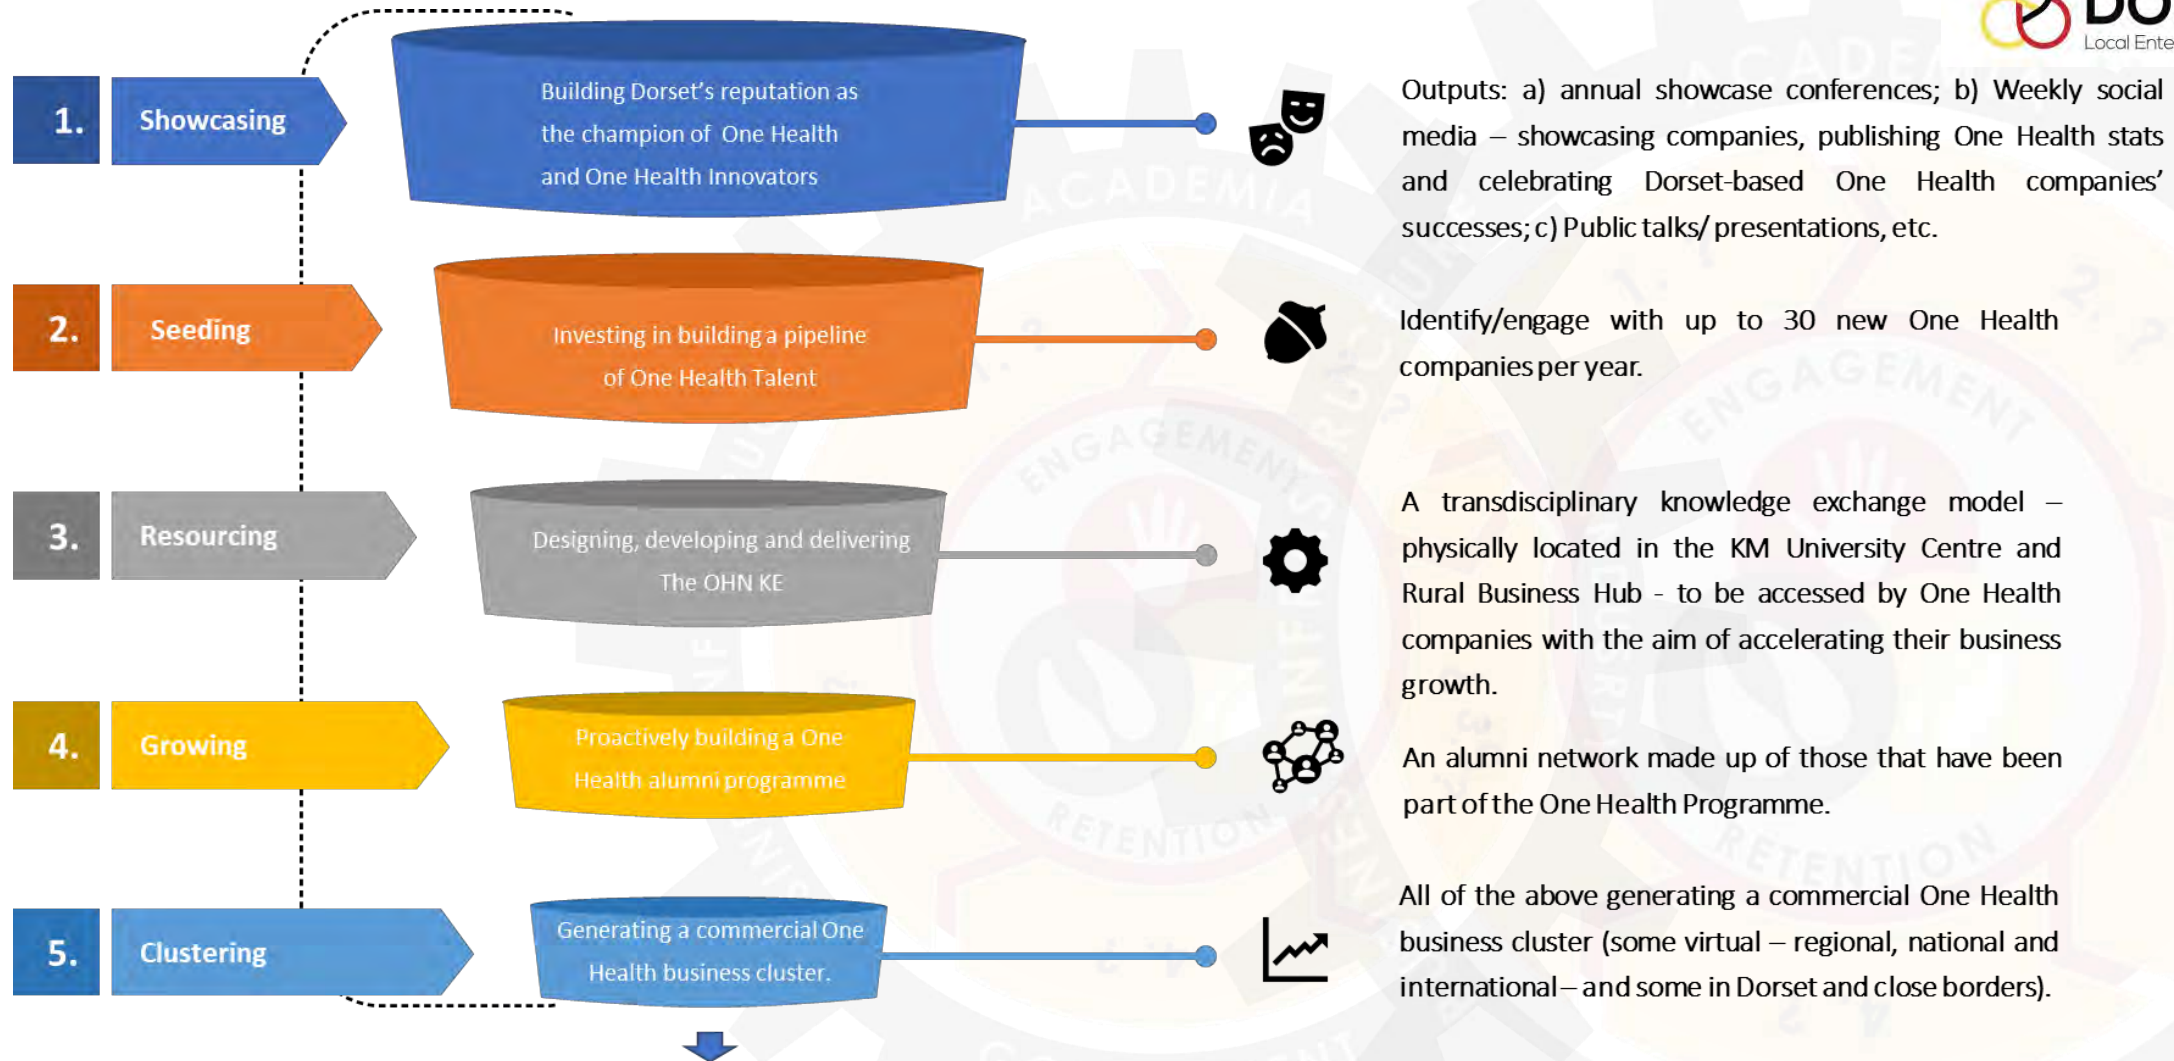 DO
Local Ente
1.
Showcasing
Building Dorset’s reputation as
the champion of One Health
and One Health Innovators
Outputs: a) annual showcase conferences; b) Weekly social
media – showcasing companies, publishing One Health stats
and celebrating Dorset-based One Health companies’
successes; c) Public talks/ presentations, etc.
2.
Seeding
Investing in building a pipeline
of One Health Talent
Identify/engage with up to 30 new One Health
companies per year.
3.
Resourcing
Designing, developing and delivering
The OHN KE
A transdisciplinary knowledge exchange model –
physically located in the KM University Centre and
Rural Business Hub - to be accessed by One Health
companies with the aim of accelerating their business
growth.
4.
Growing
Proactively building a One
Health alumni programme
An alumni network made up of those that have been
part of the One Health Programme.
5.
Clustering
Generating a commercial One
Health business cluster.
All of the above generating a commercial One Health
business cluster (some virtual – regional, national and
international – and some in Dorset and close borders).
ACADEMIA
ENGAGEMENT
RETENTION
ACADEM
ENGAGEMENT
RETENTION